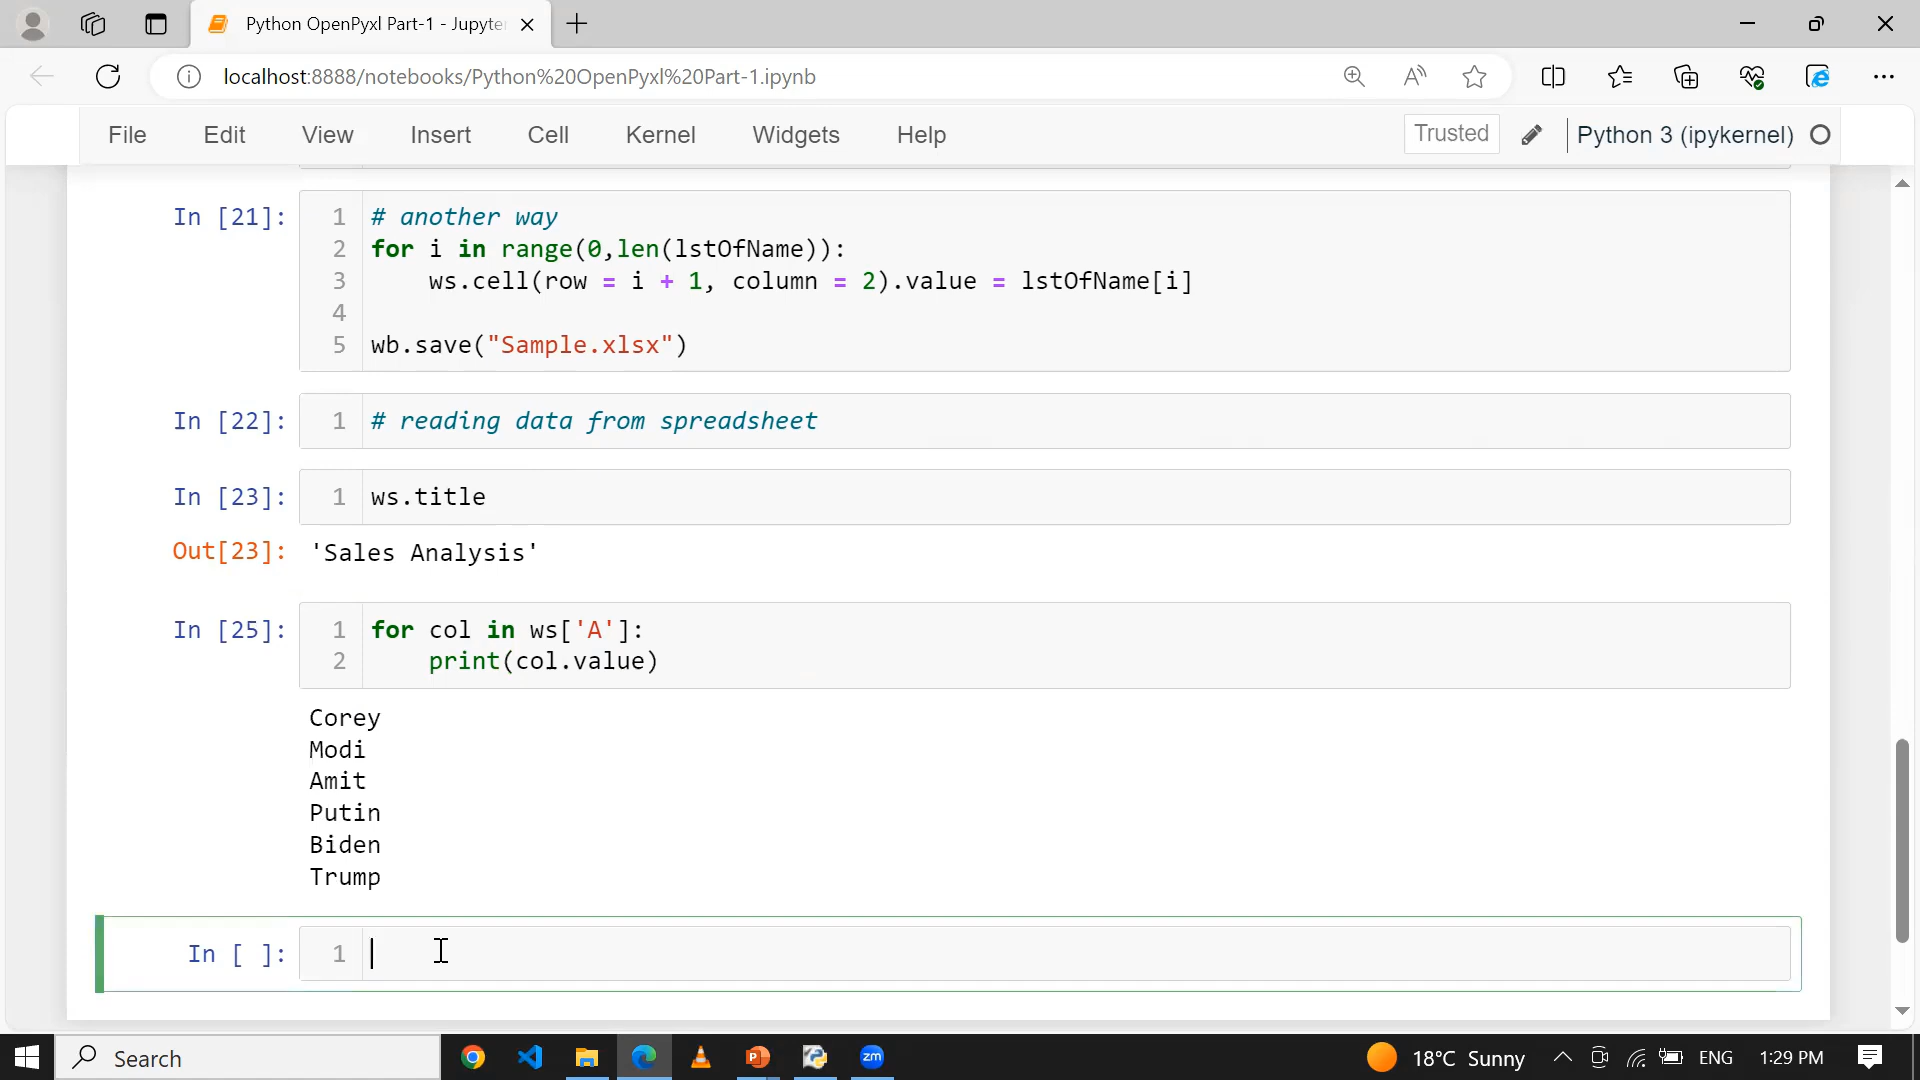 Python OpenPyxl Part-1 - Jupyte
localhost:8888/notebooks/Python%20OpenPyxl%20Part-1.ipynb
File Edit View Insert Cell Kernel Widgets Help Trusted Python 3 (ipykernel)
In [21]: 1 # another way
2 for i in range(0,len(lstOfName)):
3     ws.cell(row = i + 1, column = 2).value = lstOfName[i]
4
5 wb.save("Sample.xlsx")
In [22]: 1 # reading data from spreadsheet
In [23]: 1 ws.title
Out[23]: 'Sales Analysis'
In [25]: 1 for col in ws['A']:
2     print(col.value)
Corey
Modi
Amit
Putin
Biden
Trump
In [ ]: 1
Search zm 18°C Sunny ENG 1:29 PM